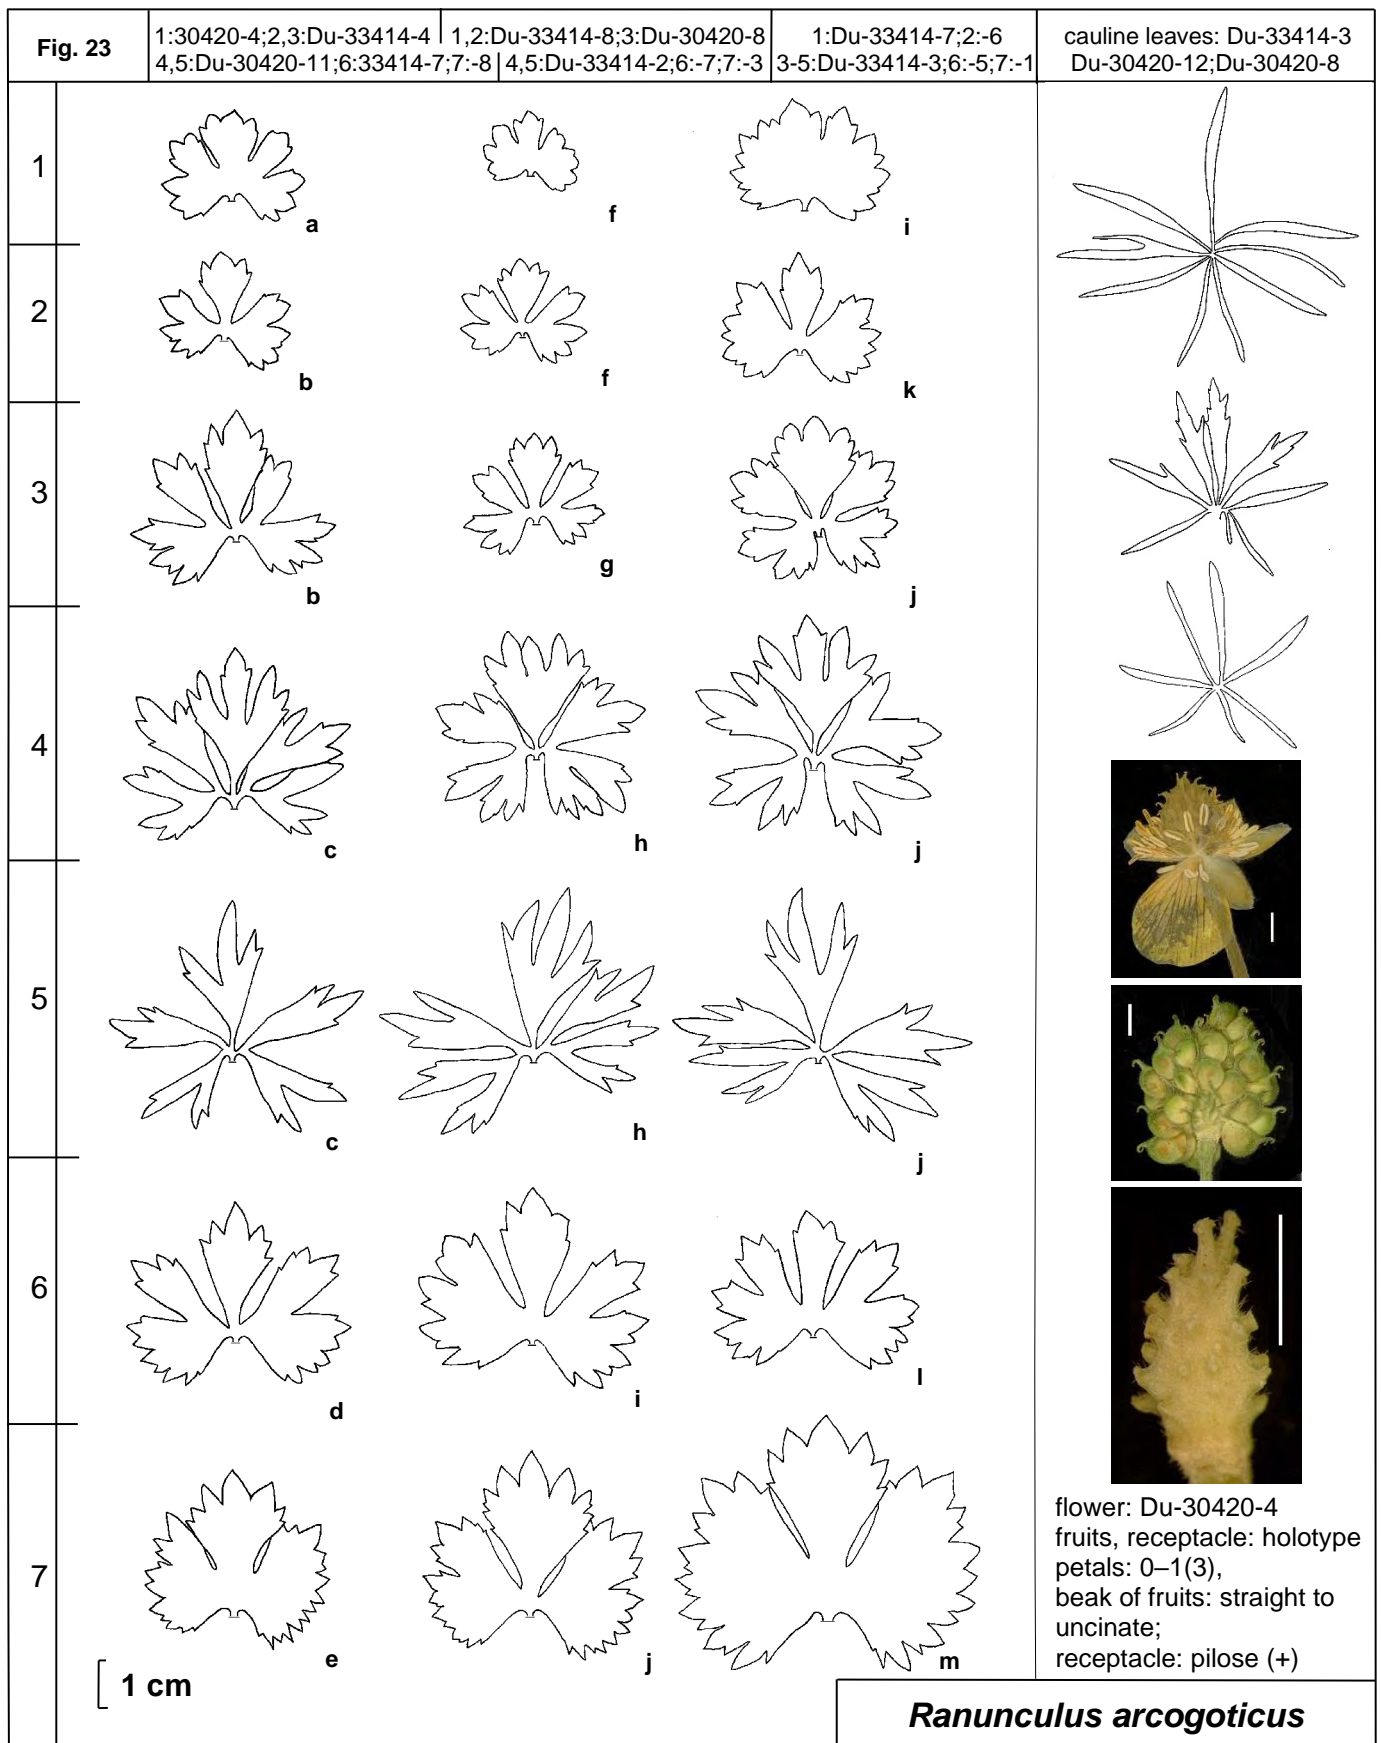 Fig. 23
1:30420-4;2,3:Du-33414-4
4,5:Du-30420-11;6:33414-7;7:-8
1,2:Du-33414-8;3:Du-30420-8
4,5:Du-33414-2;6:-7;7:-3
1:Du-33414-7;2:-6
3-5:Du-33414-3;6:-5;7:-1
cauline leaves: Du-33414-3
Du-30420-12;Du-30420-8
1
a
f
i
2
b
f
k
3
b
g
j
4
c
h
j
5
c
h
j
6
d
i
l
7
e
j
m
1 cm
flower: Du-30420-4
fruits, receptacle: holotype
petals: 0–1(3),
beak of fruits: straight to
uncinate;
receptacle: pilose (+)
Ranunculus arcogoticus